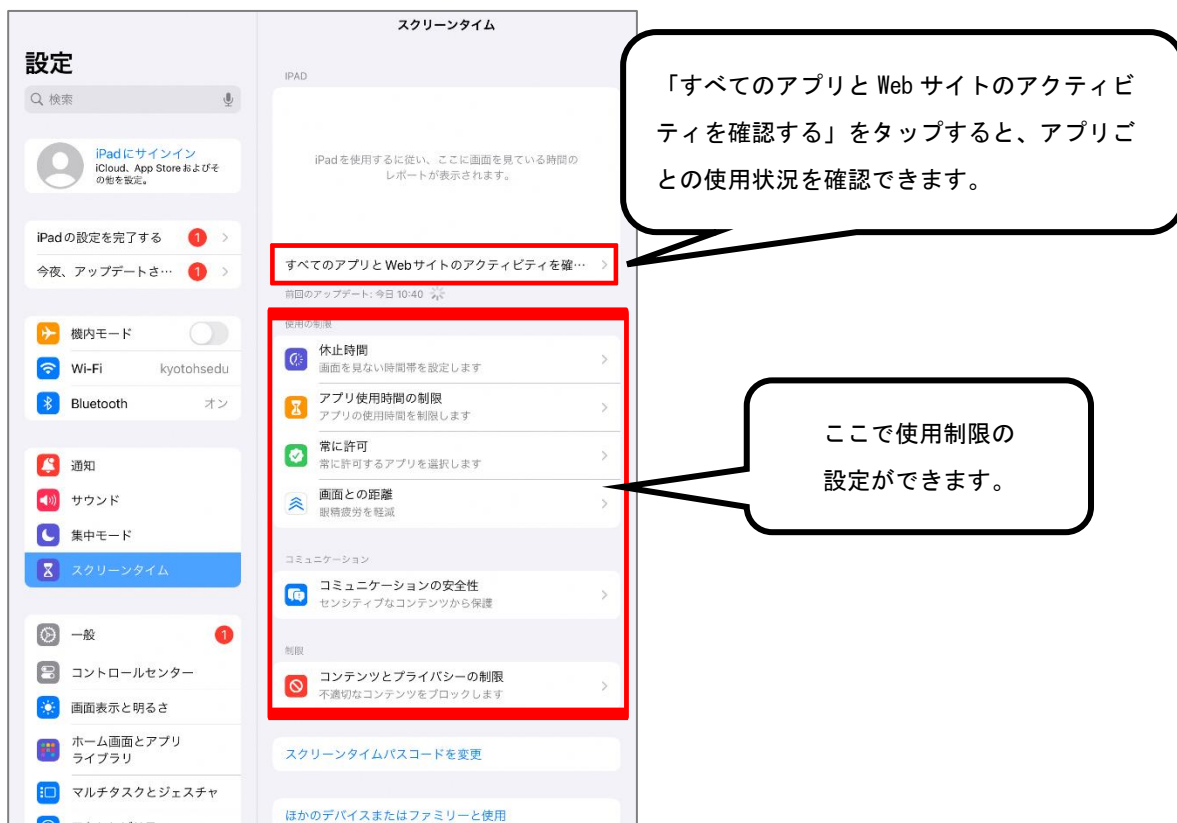 設定
検索
iPadにサインイン
iCloud、App Storeおよびそ
の他を設定。
iPadの設定を完了する 1
今夜、アップデートさ… 1
機内モード
Wi-Fi kyotohsedu
Bluetooth オン
通知
サウンド
集中モード
スクリーンタイム
一般 1
コントロールセンター
画面表示と明るさ
ホーム画面とアプリ
ライブラリ
マルチタスクとジェスチャ
スクリーンタイム
IPAD
iPadを使用するに従い、ここに画面を見ている時間の
レポートが表示されます。
すべてのアプリとWebサイトのアクティビティを確…
前回のアップデート: 今日 10:40
使用の制限
休止時間
画面を見ない時間帯を設定します
アプリ使用時間の制限
アプリの使用時間を制限します
常に許可
常に許可するアプリを選択します
画面との距離
眼精疲労を軽減
コミュニケーション
コミュニケーションの安全性
センシティブなコンテンツから保護
制限
コンテンツとプライバシーの制限
不適切なコンテンツをブロックします
スクリーンタイムパスコードを変更
ほかのデバイスまたはファミリーと使用
「すべてのアプリと Web サイトのアクティビ
ティを確認する」をタップすると、アプリご
との使用状況を確認できます。
ここで使用制限の
設定ができます。